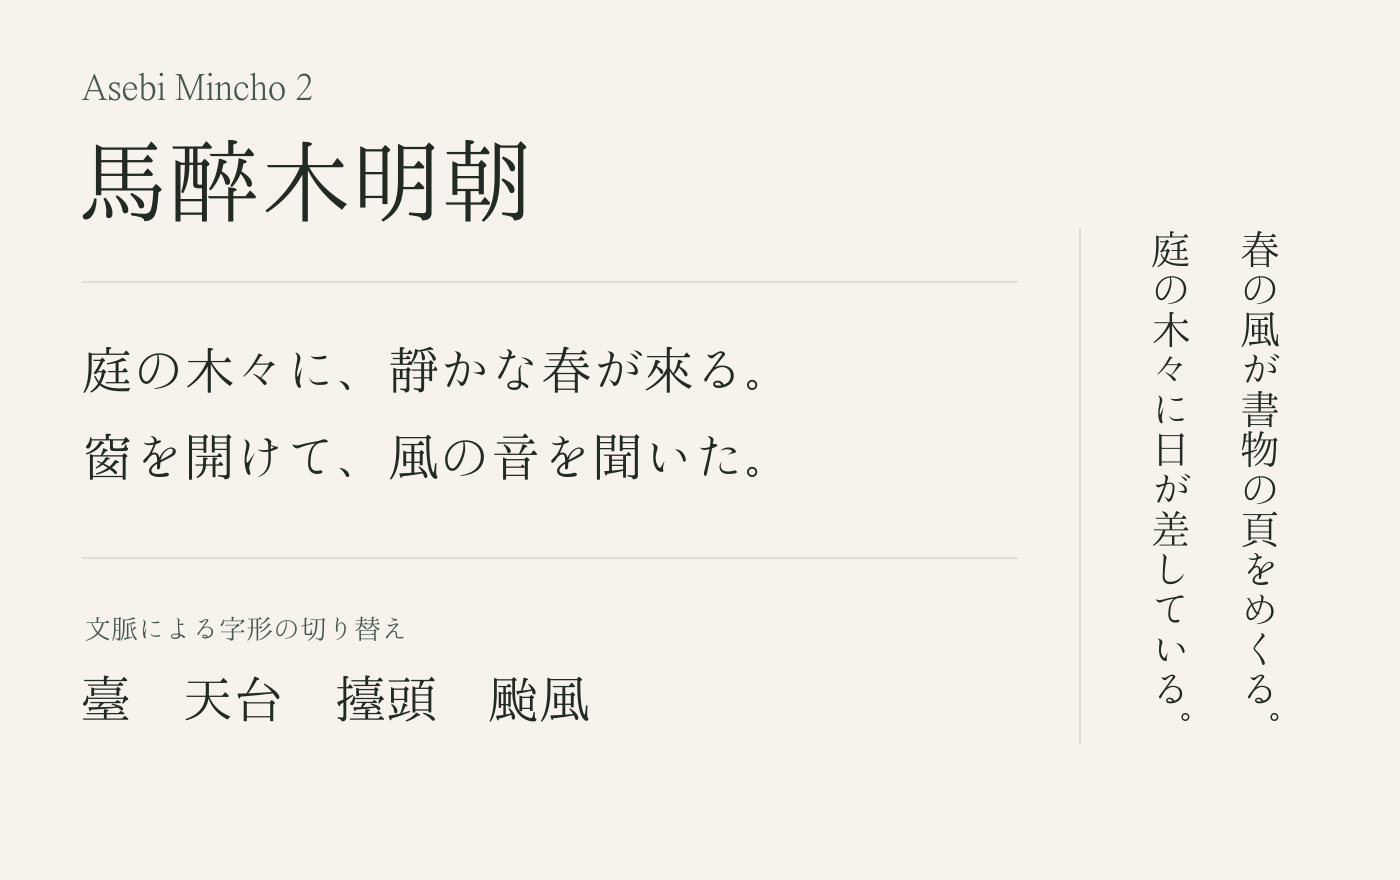 Asebi Mincho 2
馬醉木明朝
庭の木々に、靜かな春が來る。
窗を開けて、風の音を聞いた。
文脈による字形の切り替え
臺　天台　擡頭　颱風
春の風が書物の頁をめくる。
庭の木々に日が差している。